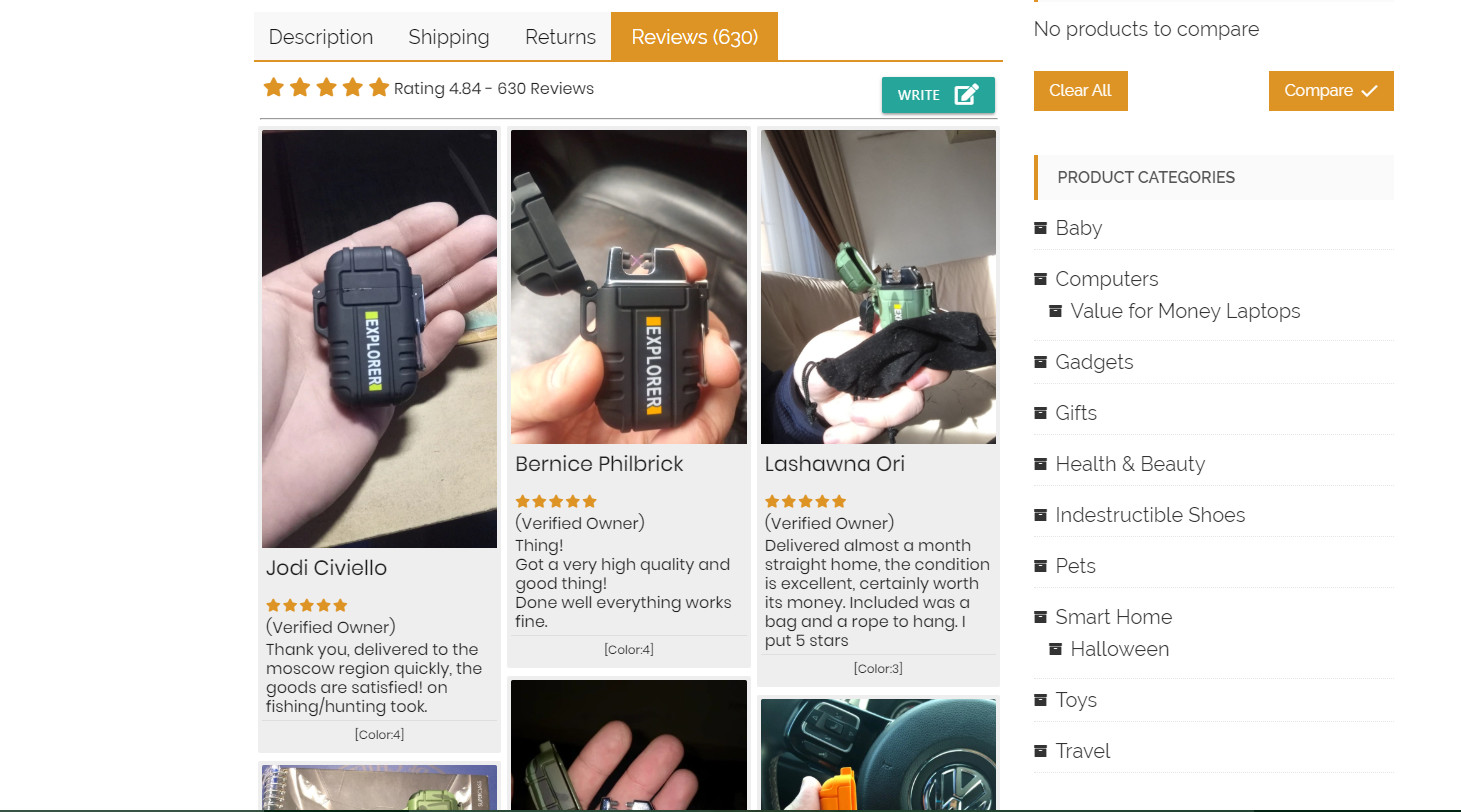 Description
Shipping
Returns
Reviews (630)
Rating 4.84 - 630 Reviews
WRITE
EXPLORER
Jodi Civiello
(Verified Owner)
Thank you, delivered to the
moscow region quickly, the
goods are satisfied! on
fishing/hunting took.
[Color:4]
EXPLORER
Bernice Philbrick
(Verified Owner)
Thing!
Got a very high quality and
good thing!
Done well everything works
fine.
[Color:4]
Lashawna Ori
(Verified Owner)
Delivered almost a month
straight home, the condition
is excellent, certainly worth
its money. Included was a
bag and a rope to hang. I
put 5 stars
[Color:3]
No products to compare
Clear All
Compare
PRODUCT CATEGORIES
Baby
Computers
Value for Money Laptops
Gadgets
Gifts
Health & Beauty
Indestructible Shoes
Pets
Smart Home
Halloween
Toys
Travel